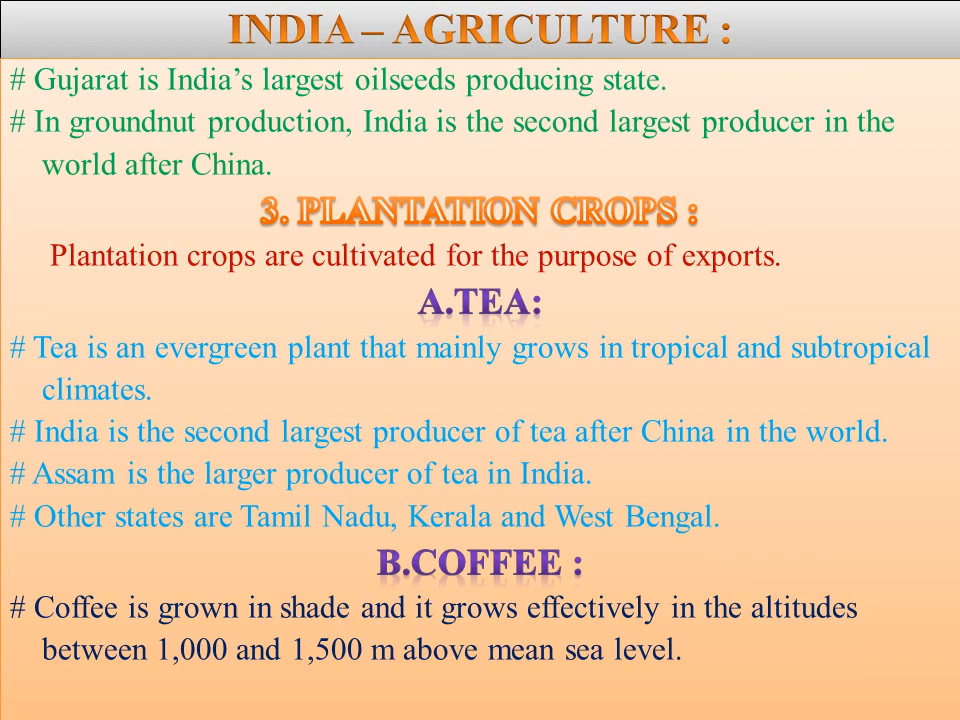 INDIA – AGRICULTURE :
# Gujarat is India’s largest oilseeds producing state.
# In groundnut production, India is the second largest producer in the
world after China.
3. PLANTATION CROPS :
Plantation crops are cultivated for the purpose of exports.
A.TEA:
# Tea is an evergreen plant that mainly grows in tropical and subtropical
climates.
# India is the second largest producer of tea after China in the world.
# Assam is the larger producer of tea in India.
# Other states are Tamil Nadu, Kerala and West Bengal.
B.COFFEE :
# Coffee is grown in shade and it grows effectively in the altitudes
between 1,000 and 1,500 m above mean sea level.